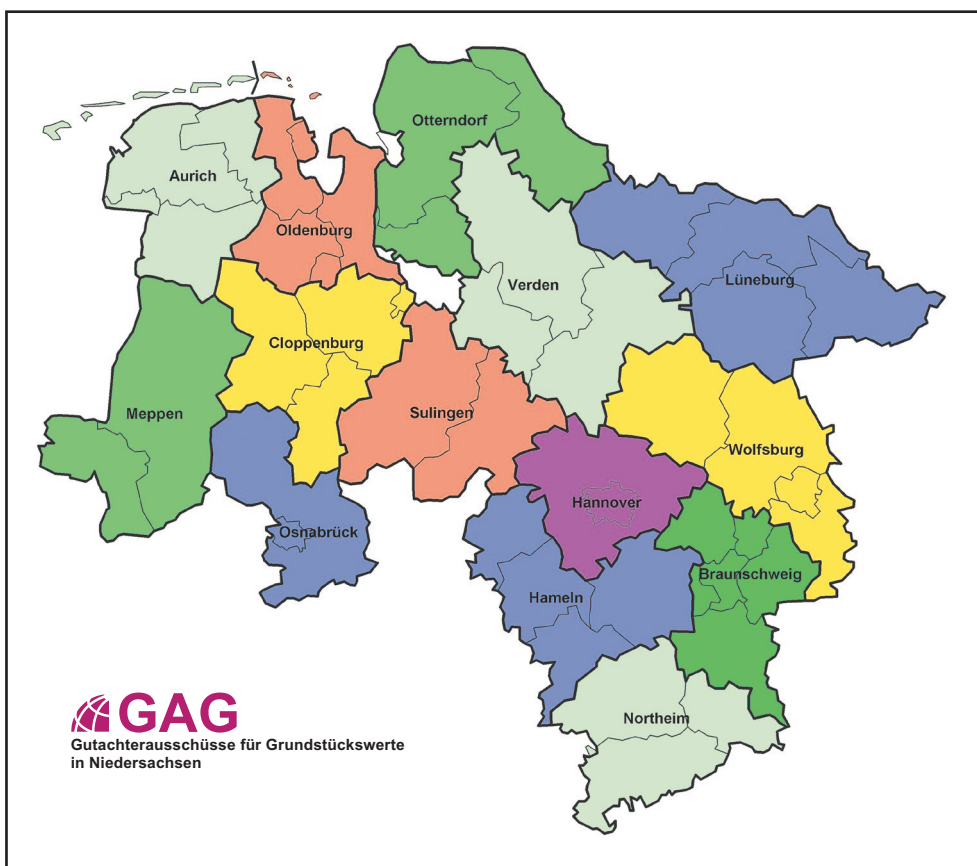 Otterndorf
Aurich
Oldenburg
Verden
Lüneburg
Cloppenburg
Meppen
Sulingen
Wolfsburg
Hannover
Osnabrück
Braunschweig
Hameln
Northeim
GAG
Gutachterausschüsse für Grundstückswerte
in Niedersachsen